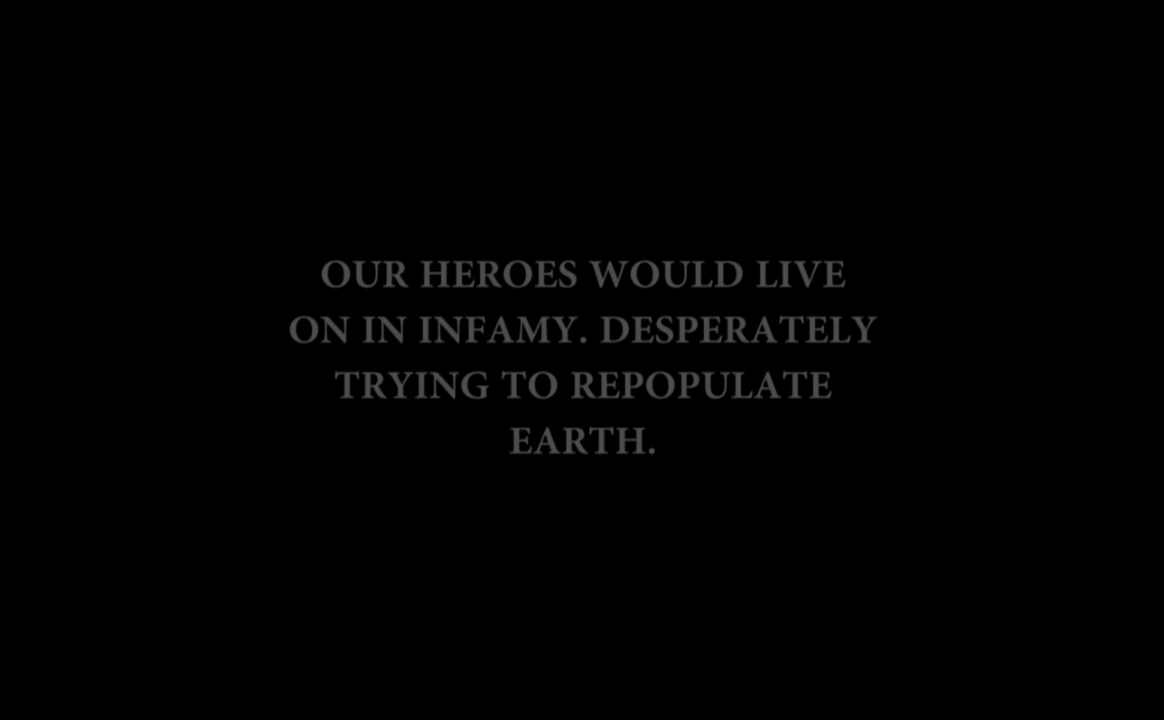 OUR HEROES WOULD LIVE
ON IN INFAMY. DESPERATELY
TRYING TO REPOPULATE
EARTH.